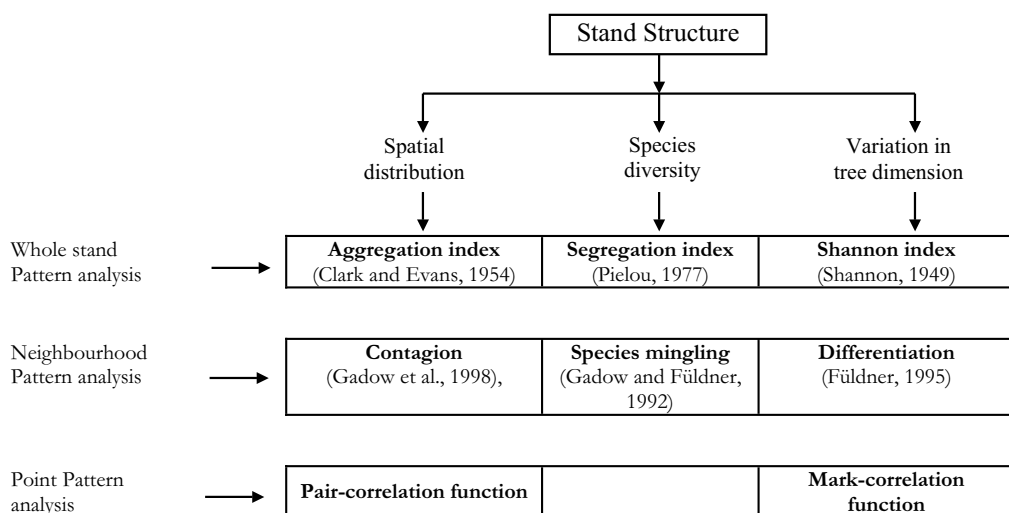 Stand Structure
Spatial
distribution
Species
diversity
Variation in
tree dimension
Whole stand
Pattern analysis
Aggregation index
(Clark and Evans, 1954)
Segregation index
(Pielou, 1977)
Shannon index
(Shannon, 1949)
Neighbourhood
Pattern analysis
Contagion
(Gadow et al., 1998),
Species mingling
(Gadow and Füldner,
1992)
Differentiation
(Füldner, 1995)
Point Pattern
analysis
Pair-correlation function
Mark-correlation
function